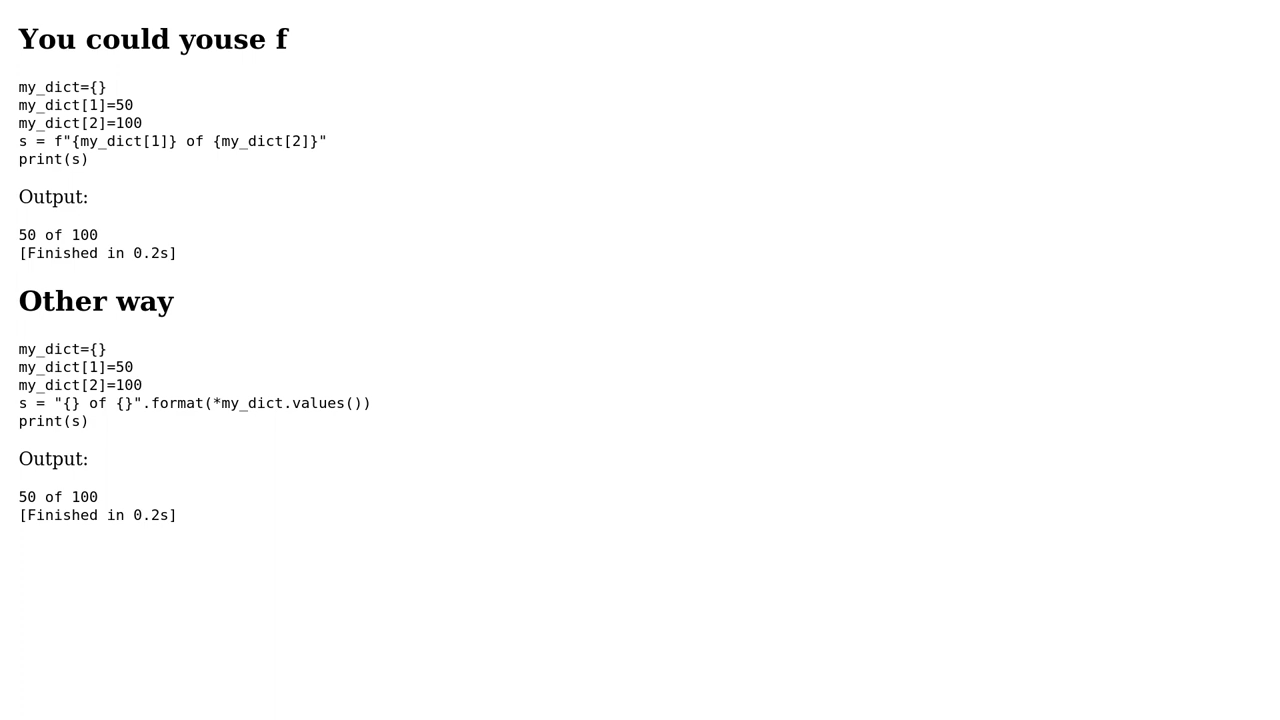 You could youse f
my_dict={}
my_dict[1]=50
my_dict[2]=100
s = f"{my_dict[1]} of {my_dict[2]}"
print(s)
Output:
50 of 100
[Finished in 0.2s]
Other way
my_dict={}
my_dict[1]=50
my_dict[2]=100
s = "{} of {}".format(*my_dict.values())
print(s)
Output:
50 of 100
[Finished in 0.2s]